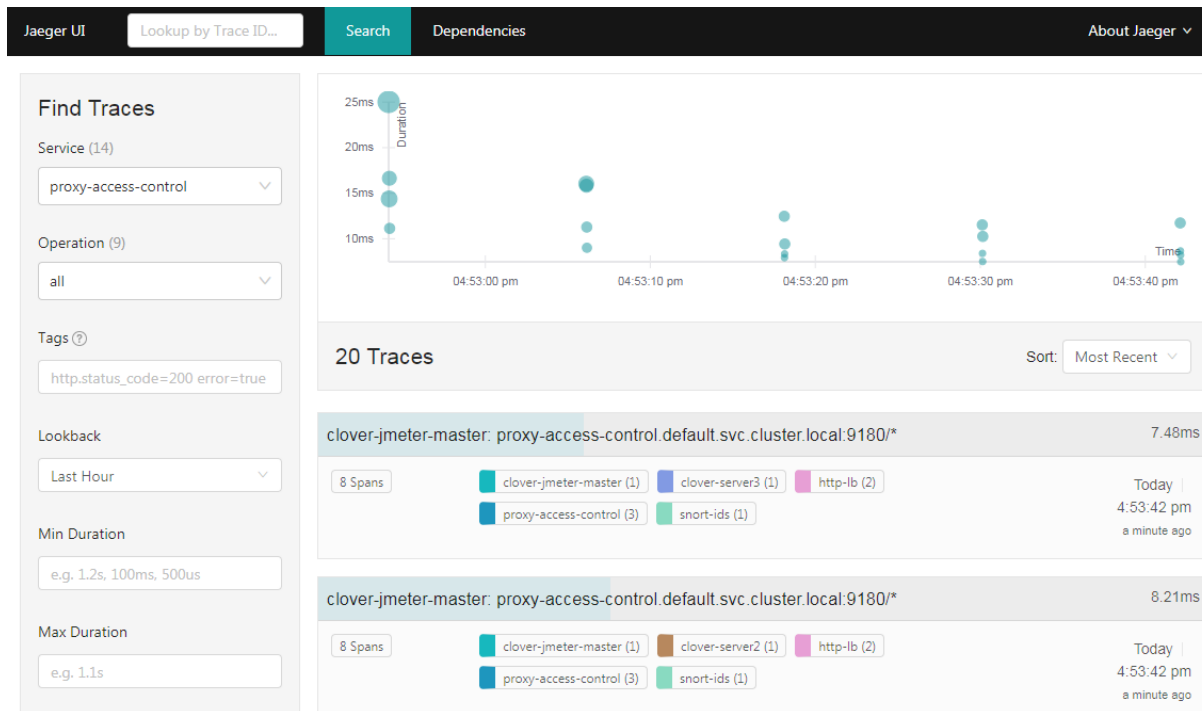 Jaeger UI Lookup by Trace ID... Search Dependencies About Jaeger
Find Traces
Service (14)
proxy-access-control
Operation (9)
all
Tags ?
http.status_code=200 error=true
Lookback
Last Hour
Min Duration
e.g. 1.2s, 100ms, 500us
Max Duration
e.g. 1.1s
25ms
20ms
15ms
10ms
Duration
Time
04:53:00 pm 04:53:10 pm 04:53:20 pm 04:53:30 pm 04:53:40 pm
20 Traces Sort: Most Recent
clover-jmeter-master: proxy-access-control.default.svc.cluster.local:9180/* 7.48ms
8 Spans clover-jmeter-master (1) clover-server3 (1) http-lb (2) Today
proxy-access-control (3) snort-ids (1) 4:53:42 pm
a minute ago
clover-jmeter-master: proxy-access-control.default.svc.cluster.local:9180/* 8.21ms
8 Spans clover-jmeter-master (1) clover-server2 (1) http-lb (2) Today
proxy-access-control (3) snort-ids (1) 4:53:42 pm
a minute ago